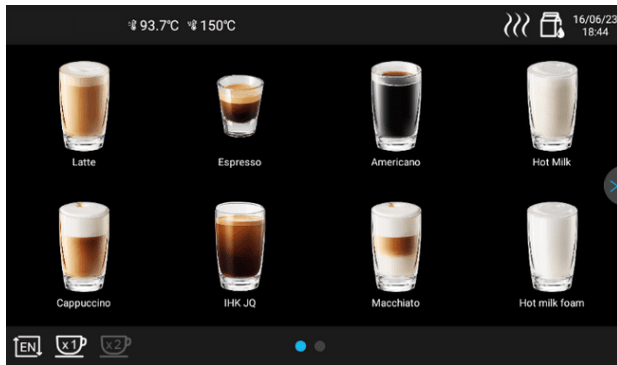 93.7℃ 150℃
16/06/23
18:44
Latte Espresso Americano Hot Milk
Cappuccino IHK JQ Macchiato Hot milk foam
EN x1 x2